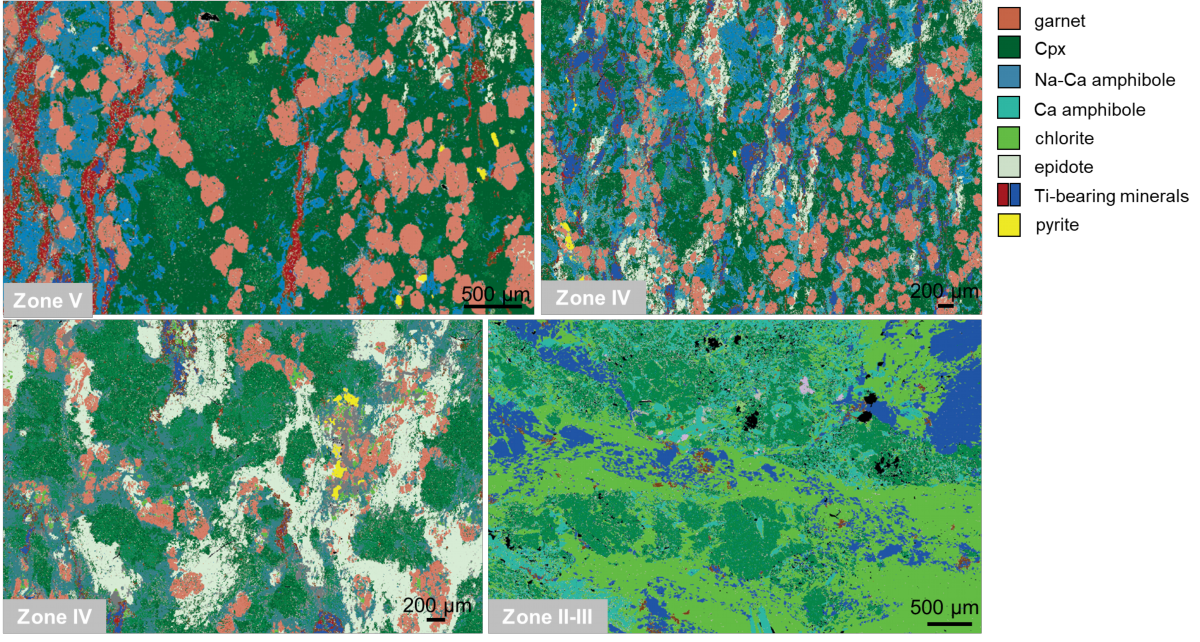 garnet
Cpx
Na-Ca amphibole
Ca amphibole
chlorite
epidote
Ti-bearing minerals
pyrite
Zone V
500 µm
Zone IV
200 µm
Zone IV
200 µm
Zone II-III
500 µm